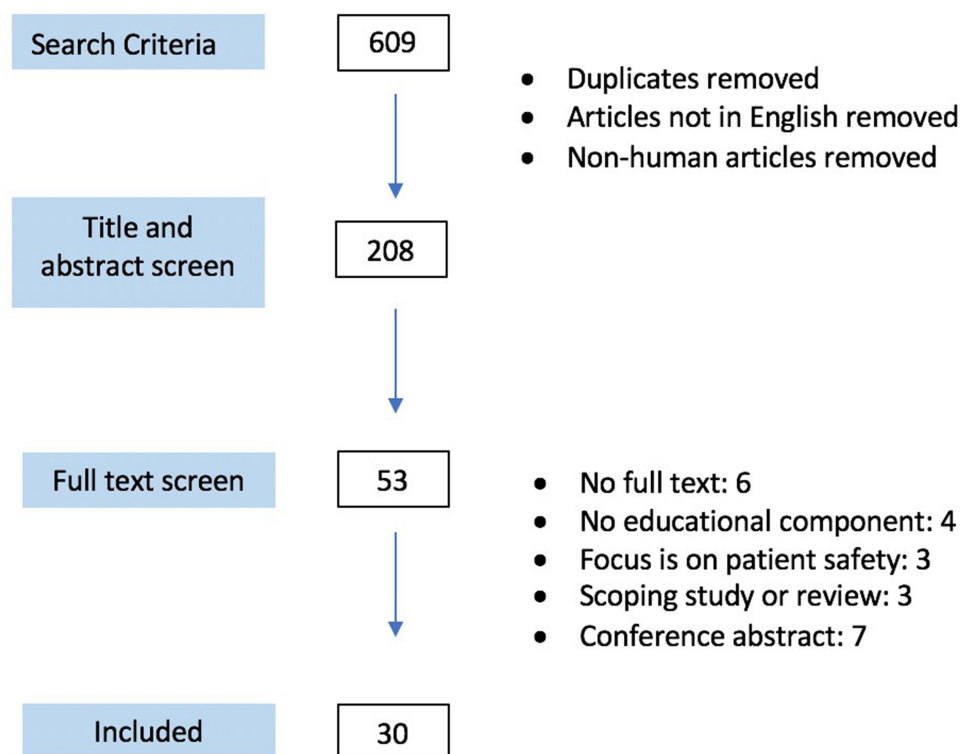 Search Criteria
609
• Duplicates removed
• Articles not in English removed
• Non-human articles removed
Title and
abstract screen
208
Full text screen
53
• No full text: 6
• No educational component: 4
• Focus is on patient safety: 3
• Scoping study or review: 3
• Conference abstract: 7
Included
30